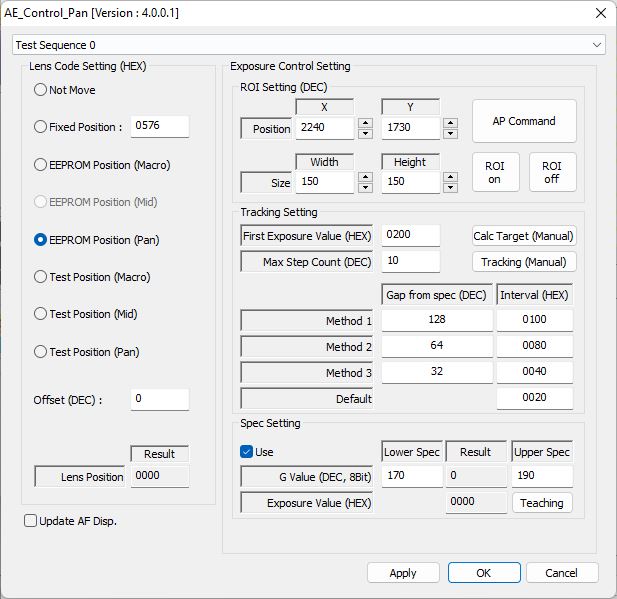 AE_Control_Pan [Version : 4.0.0.1]
Test Sequence 0
Lens Code Setting (HEX)
Not Move
Fixed Position : 0576
EEPROM Position (Macro)
EEPROM Position (Mid)
EEPROM Position (Pan)
Test Position (Macro)
Test Position (Mid)
Test Position (Pan)
Offset (DEC) : 0
Result
Lens Position 0000
Update AF Disp.
Exposure Control Setting
ROI Setting (DEC)
X Y
Position 2240 1730
AP Command
Width Height
Size 150 150
ROI on
ROI off
Tracking Setting
First Exposure Value (HEX) 0200 Calc Target (Manual)
Max Step Count (DEC) 10 Tracking (Manual)
Gap from spec (DEC) Interval (HEX)
Method 1 128 0100
Method 2 64 0080
Method 3 32 0040
Default 0020
Spec Setting
Use Lower Spec Result Upper Spec
G Value (DEC, 8Bit) 170 0 190
Exposure Value (HEX) 0000 Teaching
Apply OK Cancel